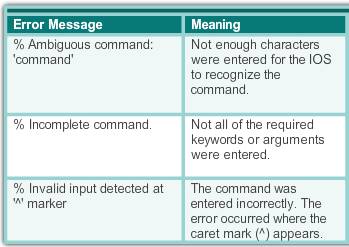 Error Message
Meaning
% Ambiguous command:
'command'
Not enough characters
were entered for the IOS
to recognize the
command.
% Incomplete command.
Not all of the required
keywords or arguments
were entered.
% Invalid input detected at
'^' marker
The command was
entered incorrectly. The
error occurred where the
caret mark (^) appears.